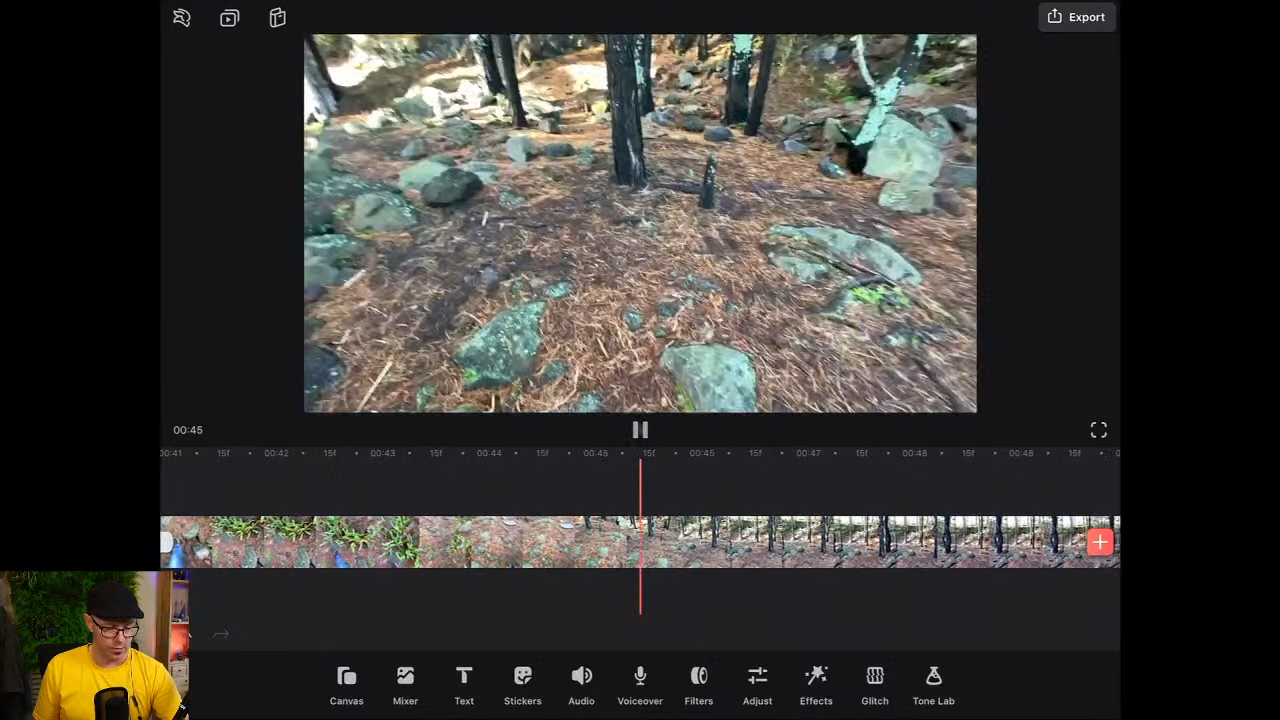 Export
00:45
00:41 15f 00:42 15f 00:43 15f 00:44 15f 00:45 15f 00:45 15f 00:47 15f 00:48 15f 00:48 15f 0
Canvas Mixer Text Stickers Audio Voiceover Filters Adjust Effects Glitch Tone Lab